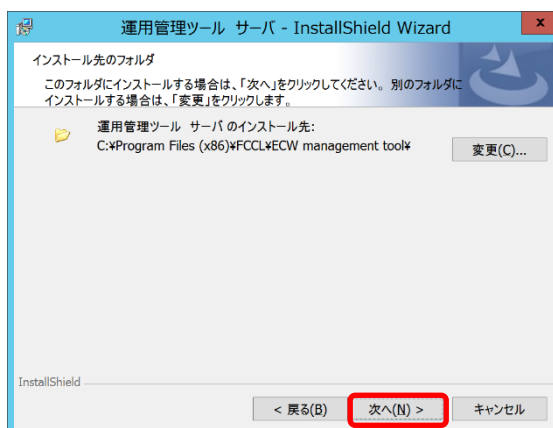 運用管理ツール サーバ - InstallShield Wizard
x
インストール先のフォルダ
このフォルダにインストールする場合は、「次へ」をクリックしてください。別のフォルダに
インストールする場合は、「変更」をクリックします。
運用管理ツール サーバ のインストール先:
C:¥Program Files (x86)¥FCCL¥ECW management tool¥
変更(C)...
InstallShield
< 戻る(B)
次へ(N) >
キャンセル